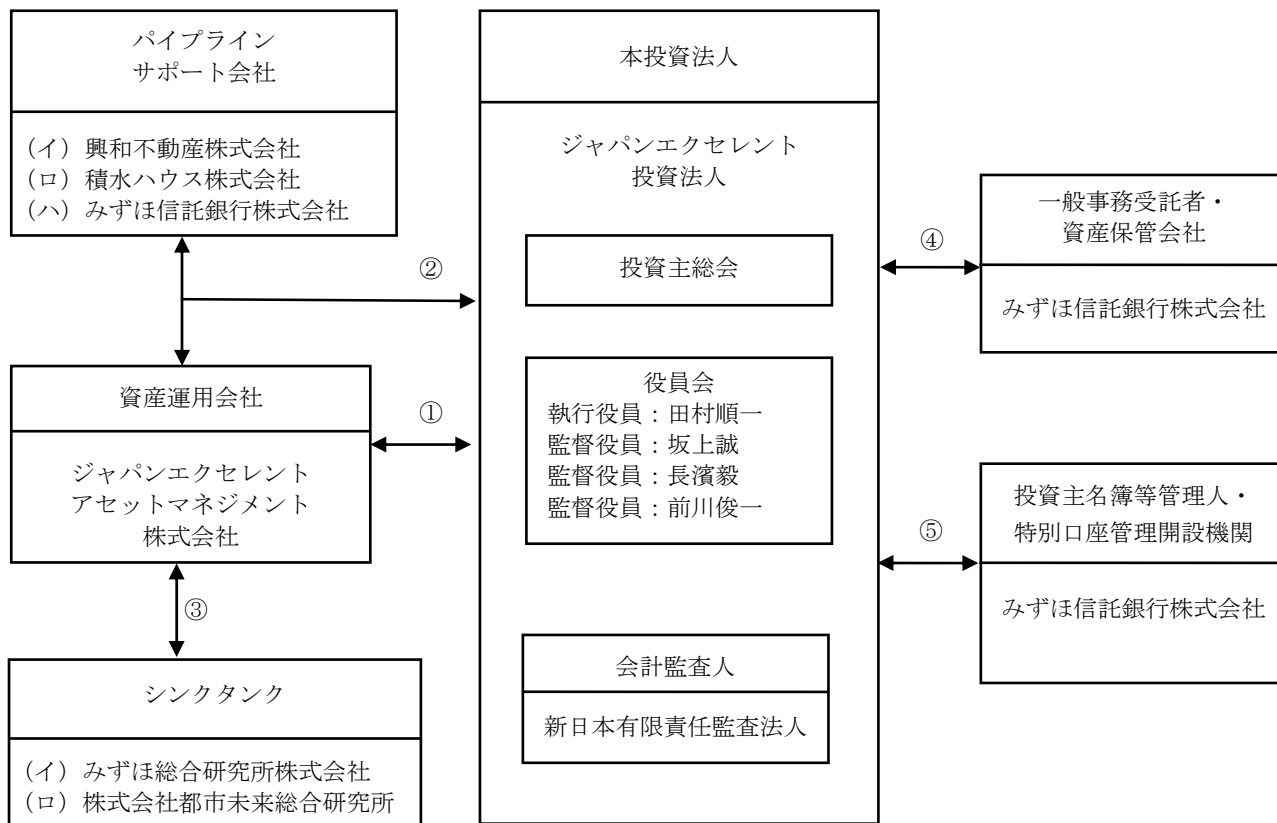 パイプライン
サポート会社
（イ）興和不動産株式会社
（ロ）積水ハウス株式会社
（ハ）みずほ信託銀行株式会社
②
資産運用会社
ジャパンエクセレント
アセットマネジメント
株式会社
①
③
シンクタンク
（イ）みずほ総合研究所株式会社
（ロ）株式会社都市未来総合研究所
本投資法人
ジャパンエクセレント
投資法人
投資主総会
役員会
執行役員：田村順一
監督役員：坂上誠
監督役員：長濱毅
監督役員：前川俊一
会計監査人
新日本有限責任監査法人
④
一般事務受託者・
資産保管会社
みずほ信託銀行株式会社
⑤
投資主名簿等管理人・
特別口座管理開設機関
みずほ信託銀行株式会社